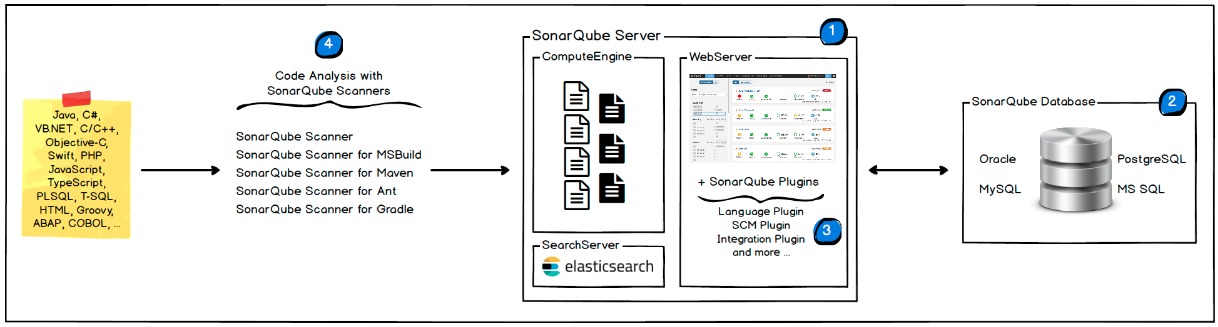 Java, C#,
VB.NET, C/C++,
Objective-C,
Swift, PHP,
JavaScript,
TypeScript,
PLSQL, T-SQL,
HTML, Groovy,
ABAP, COBOL, ...
4
Code Analysis with
SonarQube Scanners
SonarQube Scanner
SonarQube Scanner for MSBuild
SonarQube Scanner for Maven
SonarQube Scanner for Ant
SonarQube Scanner for Gradle
1
SonarQube Server
ComputeEngine
SearchServer
elasticsearch
WebServer
+ SonarQube Plugins
Language Plugin
SCM Plugin
Integration Plugin
and more ...
3
2
SonarQube Database
Oracle
MySQL
PostgreSQL
MS SQL